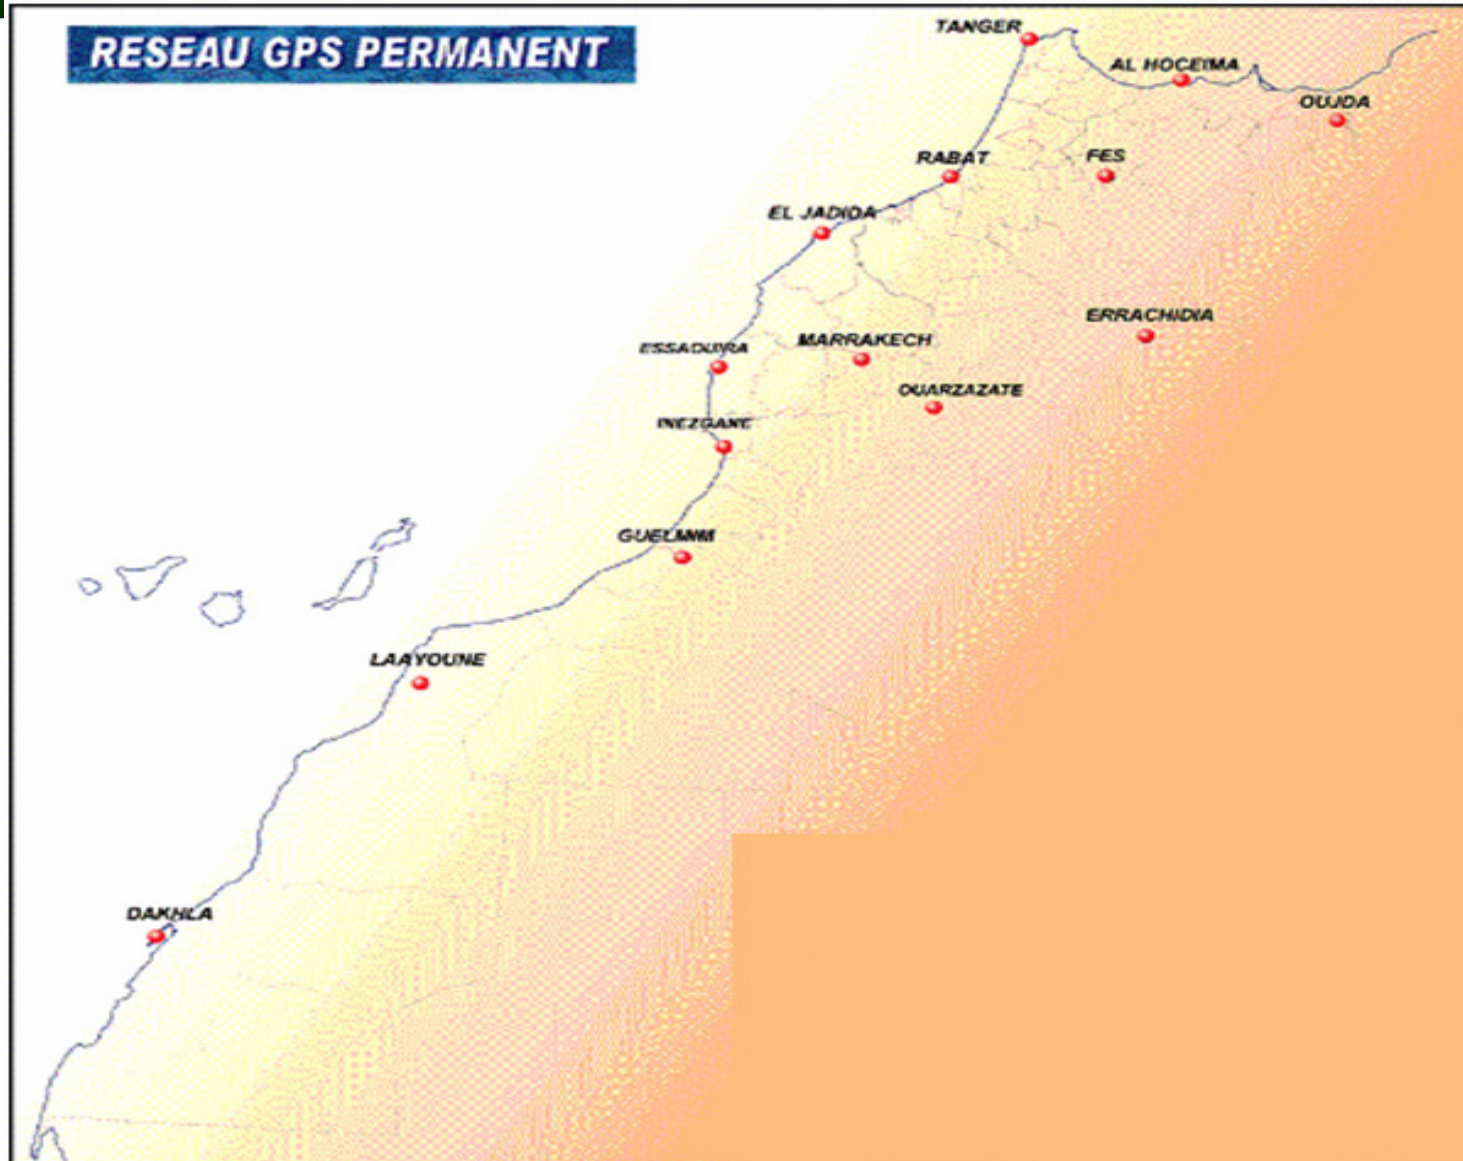 RESEAU GPS PERMANENT
TANGER
AL HOCEIMA
OUJDA
RABAT
FES
EL JADIDA
ERRACHIDIA
ESSAOUIRA
MARRAKECH
OUARZAZATE
INEZGANE
GUELMIM
LAAYOUNE
DAKHLA